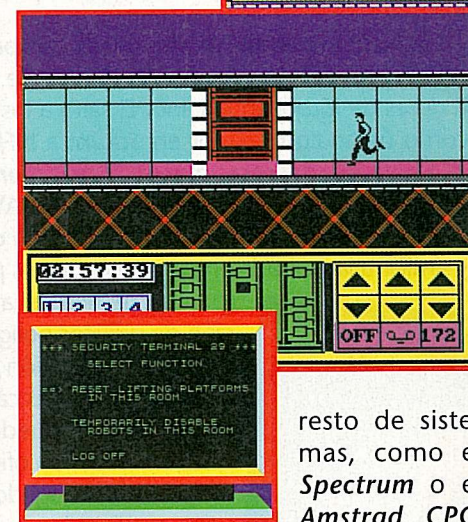 02:57:39
1 2 3 4
OFF 172
*** SECURITY TERMINAL 29 ***
SELECT FUNCTION
==> RESET LIFTING PLATFORMS
IN THIS ROOM
TEMPORARILY DISABLE
ROBOTS IN THIS ROOM
LOG OFF
resto de siste-
mas, como e
Spectrum o e
Amstrad CPC